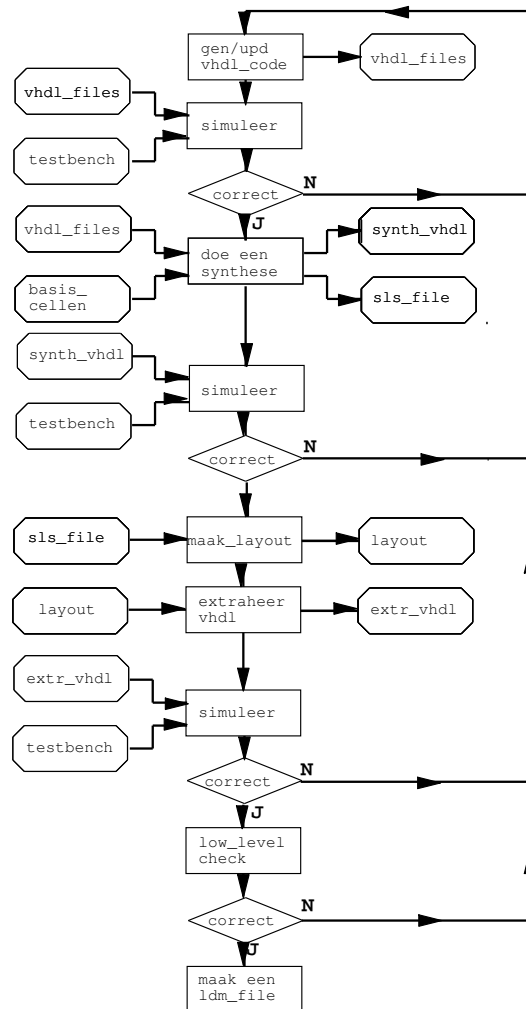 gen/upd
vhdl_code
vhdl_files
vhdl_files
simuleer
testbench
correct
N
J
vhdl_files
doe een
synthese
synth_vhdl
basis_
cellen
sls_file
synth_vhdl
simuleer
testbench
correct
N
sls_file
maak_layout
layout
layout
extraheer
vhdl
extr_vhdl
extr_vhdl
simuleer
testbench
correct
N
J
low_level
check
correct
N
J
maak een
ldm_file